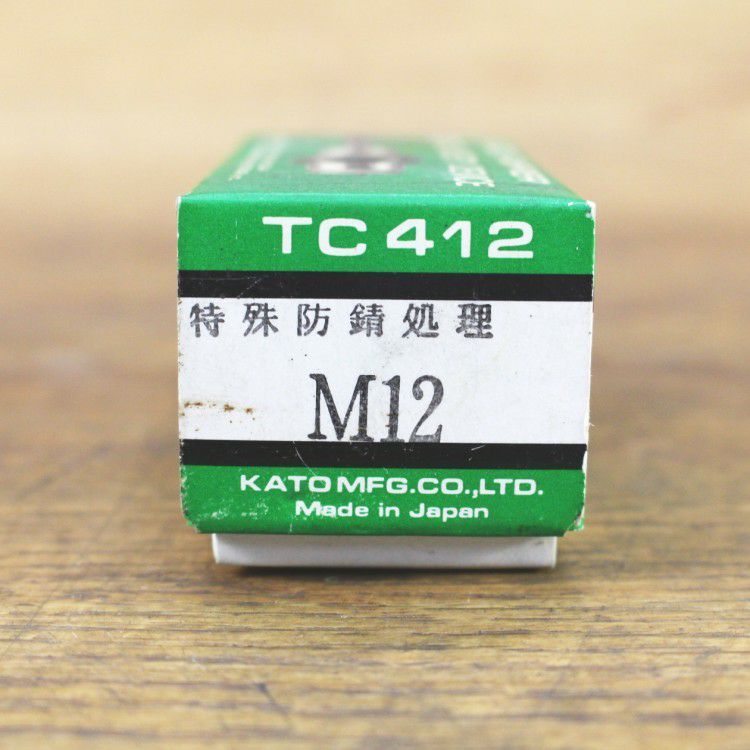 TC 412
特殊防錆処理
M12
KATO MFG.CO.,LTD.
Made in Japan